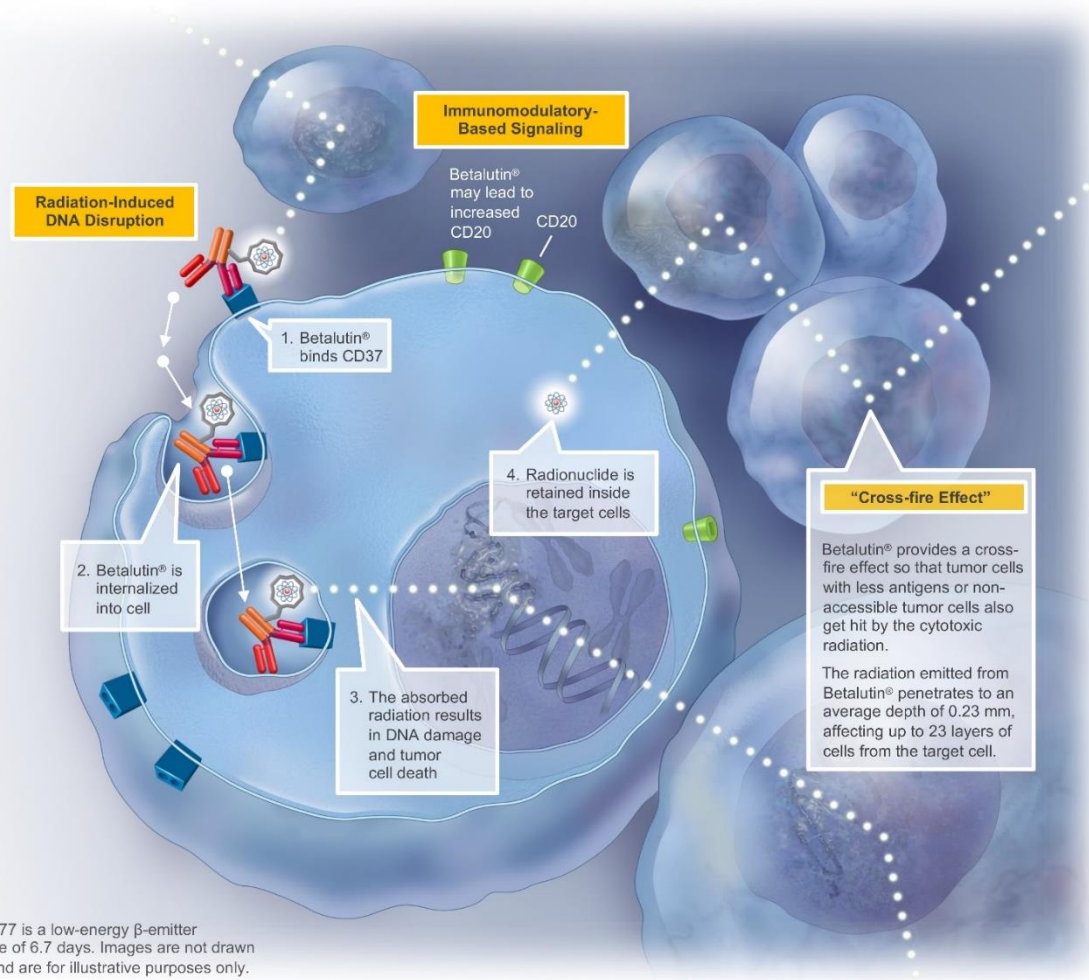 Immunomodulatory-
Based Signaling
Betalutin®
may lead to
increased
CD20
CD20
Radiation-Induced
DNA Disruption
1. Betalutin®
binds CD37
2. Betalutin® is
internalized
into cell
3. The absorbed
radiation results
in DNA damage
and tumor
cell death
4. Radionuclide is
retained inside
the target cells
“Cross-fire Effect”
Betalutin® provides a cross-
fire effect so that tumor cells
with less antigens or non-
accessible tumor cells also
get hit by the cytotoxic
radiation.
The radiation emitted from
Betalutin® penetrates to an
average depth of 0.23 mm,
affecting up to 23 layers of
cells from the target cell.
77 is a low-energy β-emitter
of 6.7 days. Images are not drawn
and are for illustrative purposes only.